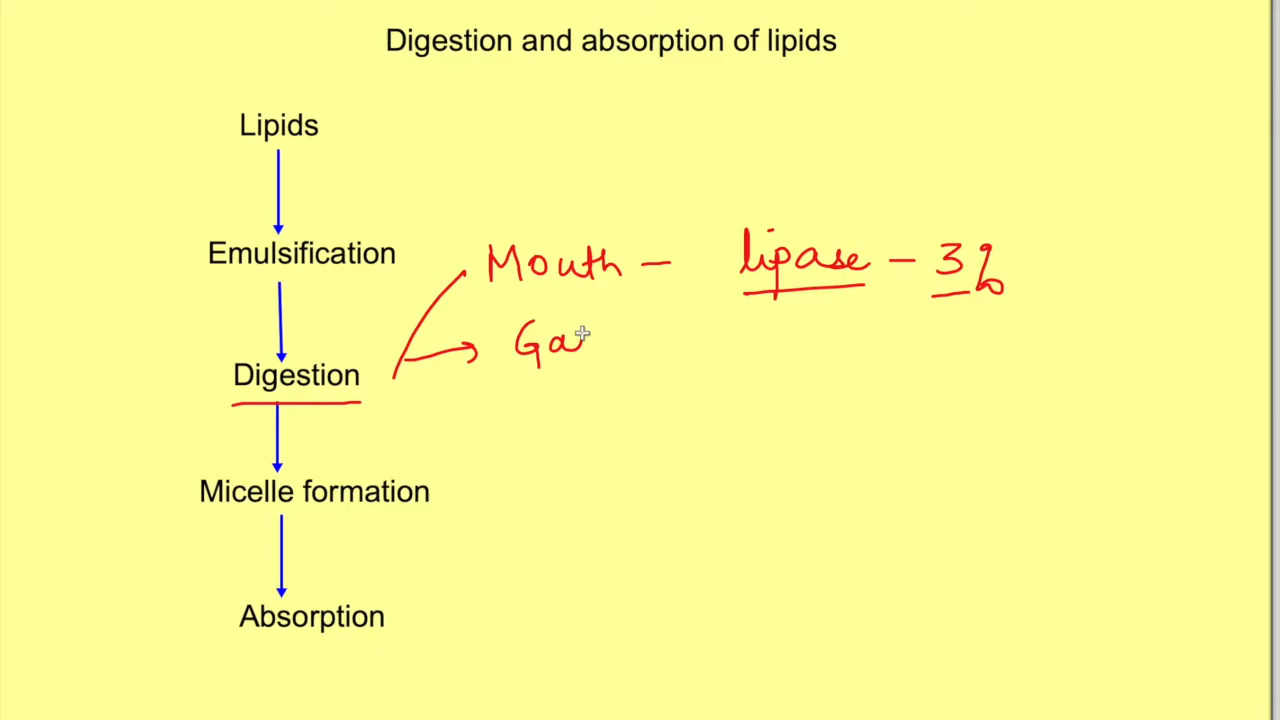 Digestion and absorption of lipids
Lipids
Emulsification
Mouth - lipase - 3%
Ga
Digestion
Micelle formation
Absorption